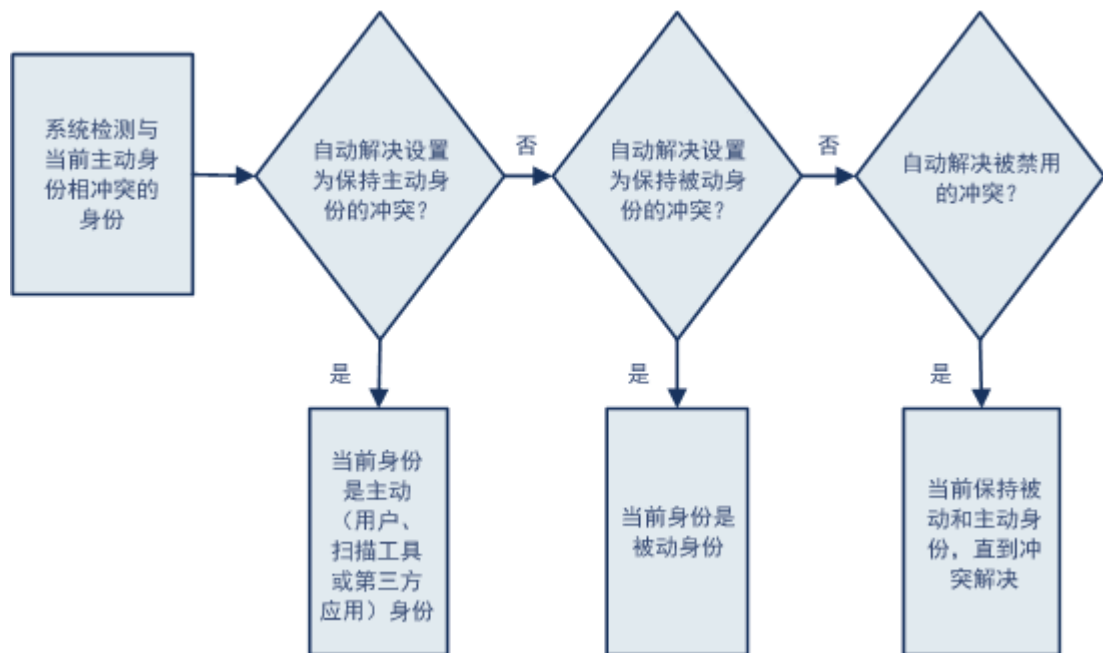 系统检测与
当前主动身
份相冲突的
身份
自动解决设置
为保持主动身
份的冲突？
否
自动解决设置
为保持被动身
份的冲突？
否
自动解决被禁用
的冲突？
是
是
是
当前身份
是主动
（用户、
扫描工具
或第三方
应用）身份
当前身份是
被动身份
当前保持被
动和主动身
份，直到冲
突解决